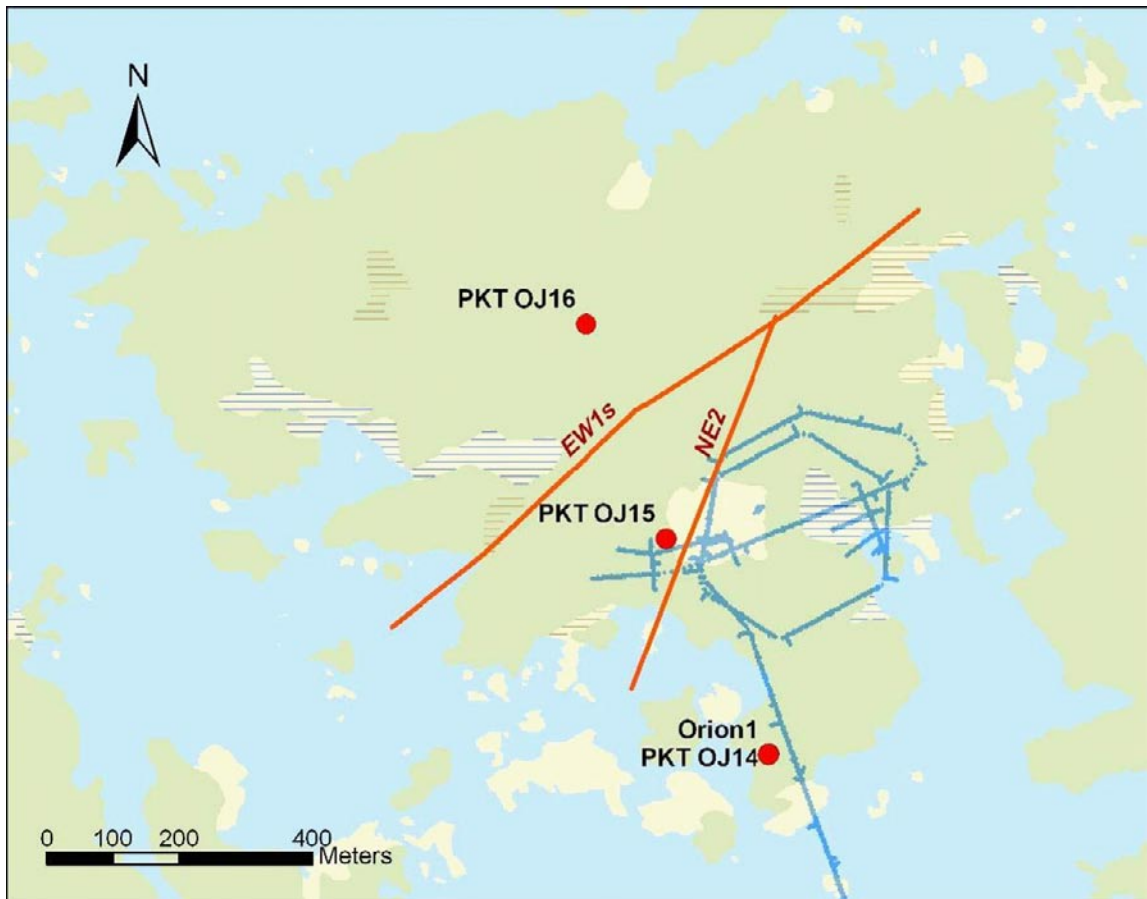 N
PKT OJ16
EW1s
NE2
PKT OJ15
Orion1
PKT OJ14
0 100 200 400
Meters